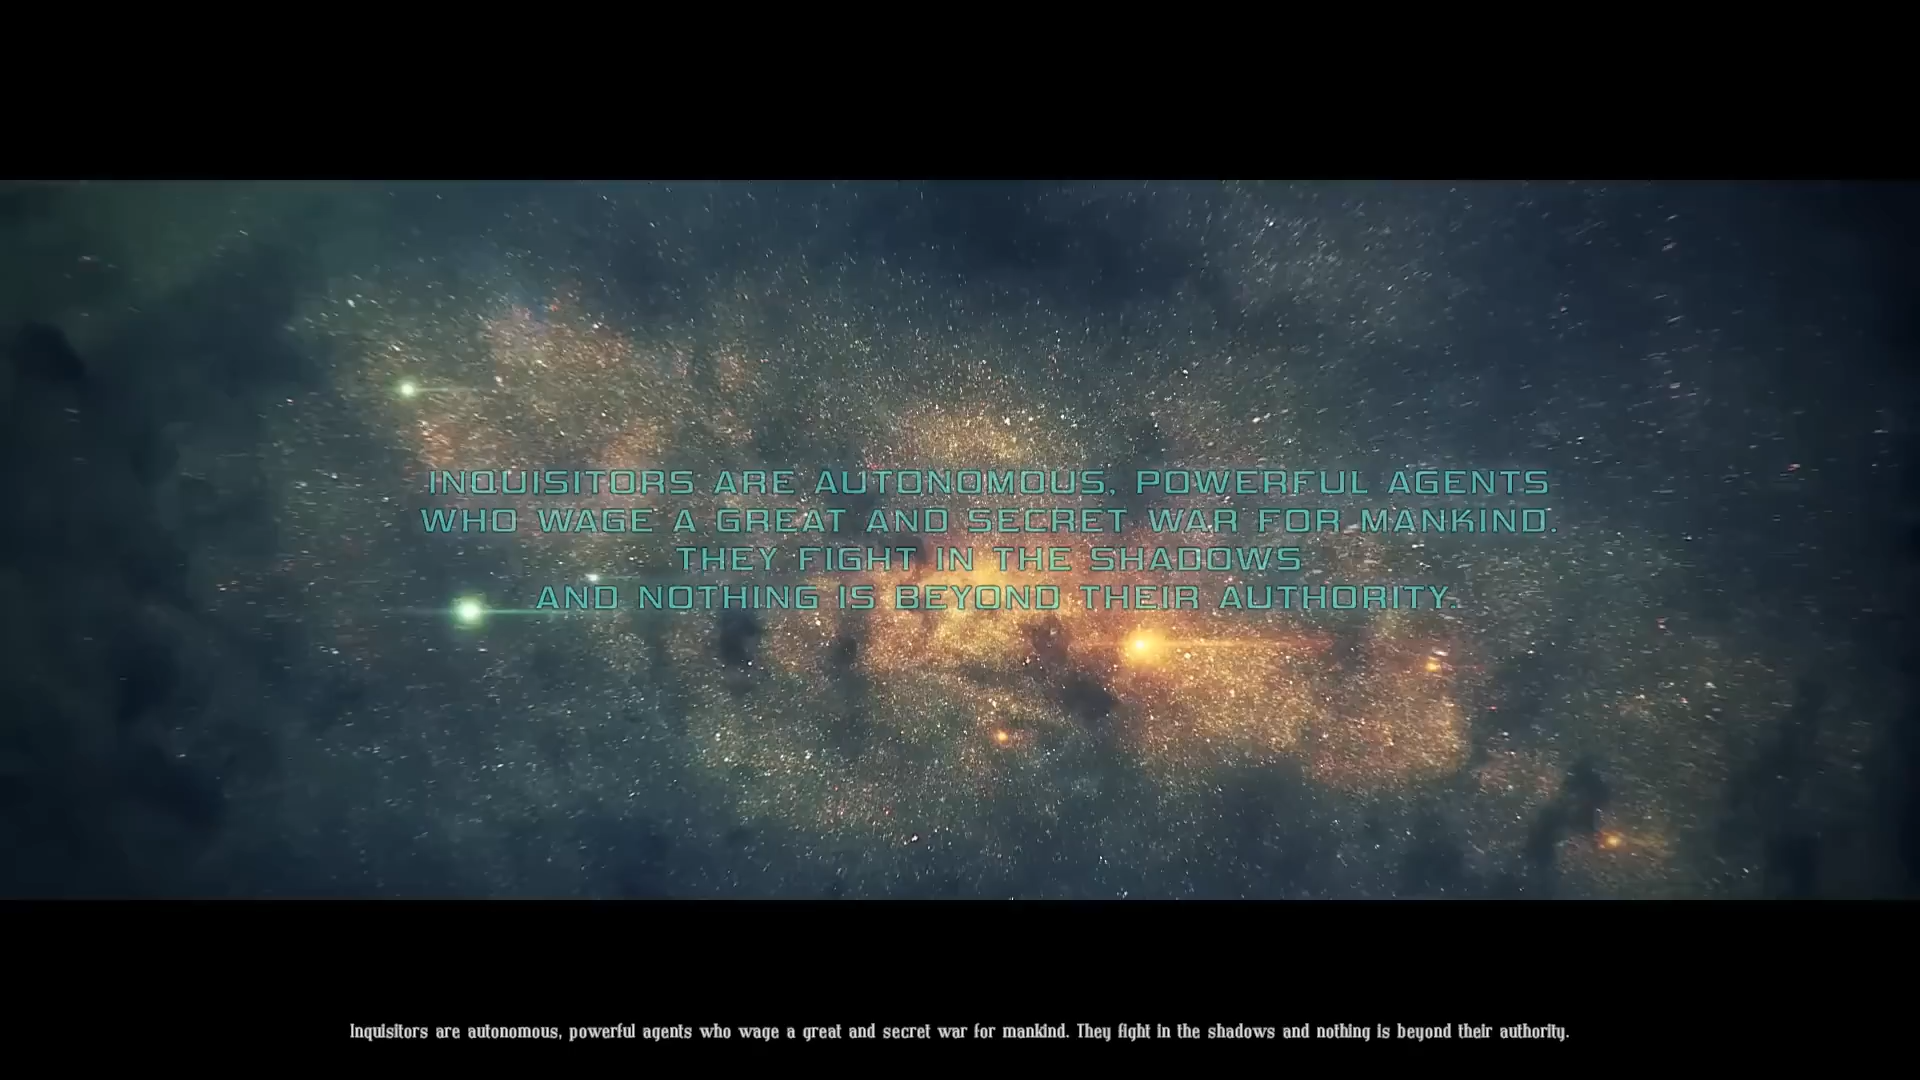 INQUISITORS ARE AUTONOMOUS, POWERFUL AGENTS
WHO WAGE A GREAT AND SECRET WAR FOR MANKIND.
THEY FIGHT IN THE SHADOWS
AND NOTHING IS BEYOND THEIR AUTHORITY.
Inquisitors are autonomous, powerful agents who wage a great and secret war for mankind. They fight in the shadows and nothing is beyond their authority.